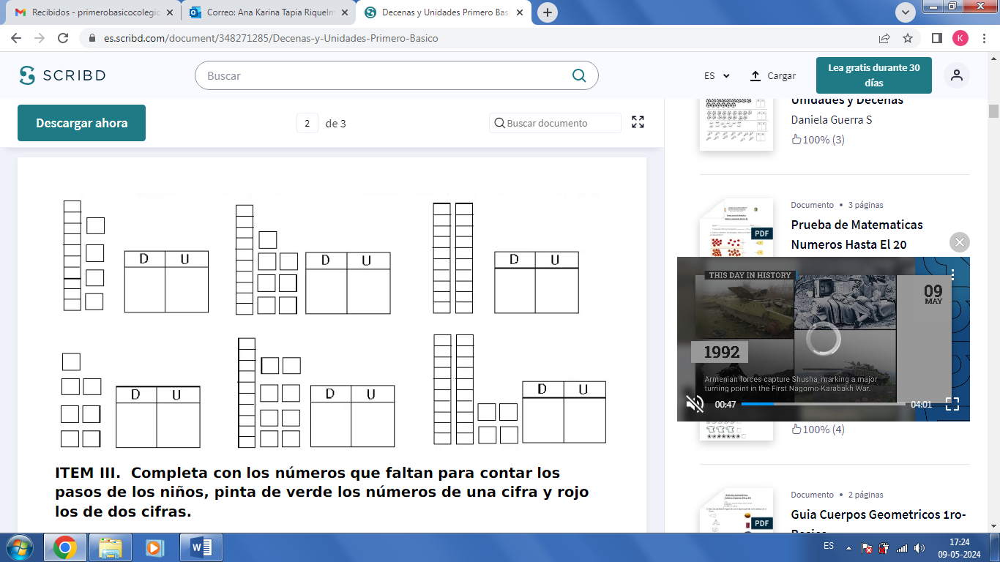 Recibidos - primerobasicocolegic
Correo: Ana Karina Tapia Riquelm
Decenas y Unidades Primero Bas
es.scribd.com/document/348271285/Decenas-y-Unidades-Primero-Basico
K
SCRIBD
Buscar
ES
Cargar
Lea gratis durante 30
días
Descargar ahora
2 de 3
Buscar documento
D U
D U
D U
D U
D U
D U
ITEM III. Completa con los números que faltan para contar los
pasos de los niños, pinta de verde los números de una cifra y rojo
los de dos cifras.
Unidades y Decenas
Daniela Guerra S
100% (3)
Documento • 3 páginas
Prueba de Matematicas
Numeros Hasta El 20
PDF
THIS DAY IN HISTORY
09
MAY
1992
Armenian forces capture Shusha, marking a major
turning point in the First Nagorno-Karabakh War.
00:47
04:01
100% (4)
Documento • 2 páginas
Guia Cuerpos Geometricos 1ro-
PDF
ES
17:24
09-05-2024